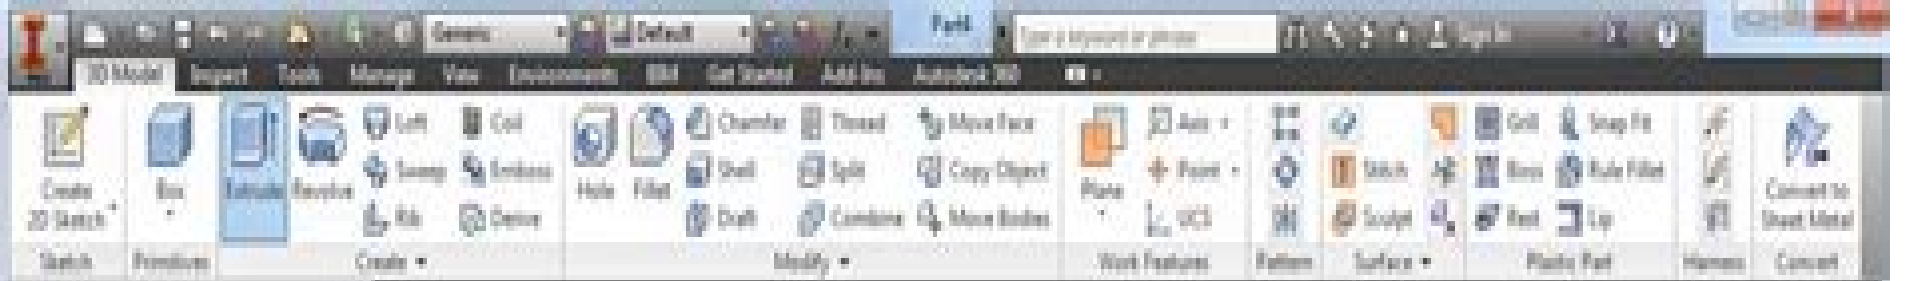 Generic Default Part6 Type a keyword or phrase Sign In
3D Model Inspect Tools Manage View Environments BIM Get Started Add-Ins Autodesk 360
Loft Coil Chamfer Thread Move Face Axis Grill Snap Fit
Sweep Emboss Shell Split Copy Object Point Stitch Boss Rule Fillet
Create Box Extrude Revolve Hole Fillet Plane Convert to
2D Sketch Rib Derive Draft Combine Move Bodies UCS Sculpt Rest Lip Sheet Metal
Sketch Primitives Create Modify Work Features Pattern Surface Plastic Part Harness Convert